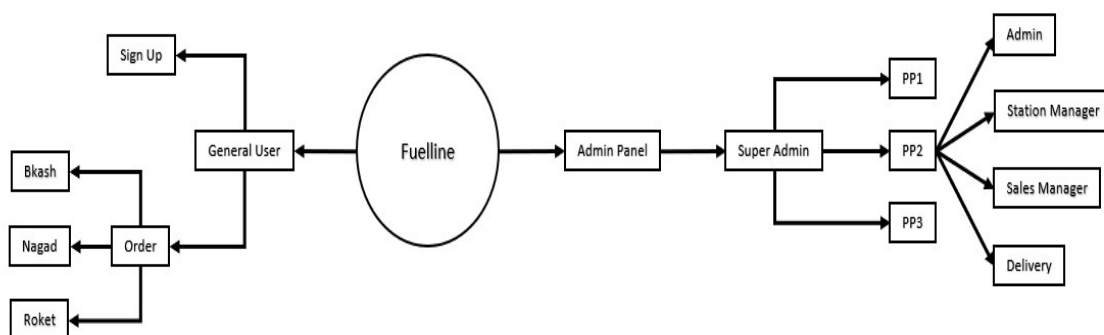 Sign Up
General User
Bkash
Nagad
Order
Roket
Fuelline
Admin Panel
Super Admin
PP1
PP2
PP3
Admin
Station Manager
Sales Manager
Delivery